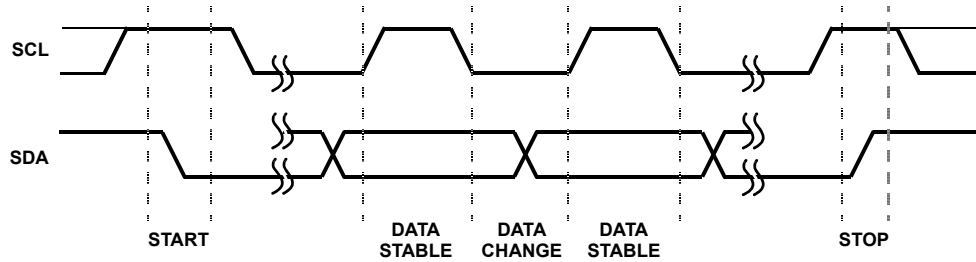 SCL
SDA
START
DATA
STABLE
DATA
CHANGE
DATA
STABLE
STOP